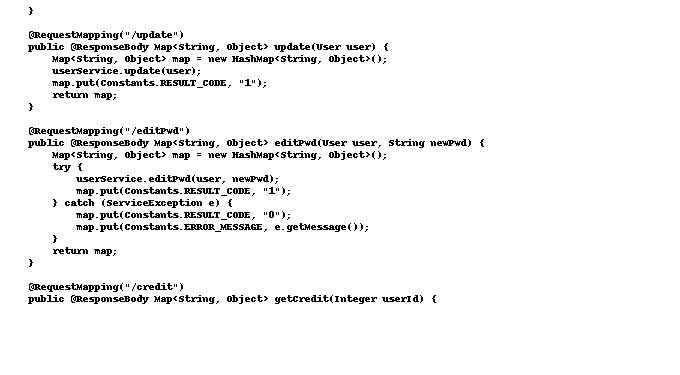 }
@RequestMapping("/update")
public @ResponseBody Map<String, Object> update(User user) {
Map<String, Object> map = new HashMap<String, Object>();
userService.update(user);
map.put(Constants.RESULT_CODE, "1");
return map;
}
@RequestMapping("/editPwd")
public @ResponseBody Map<String, Object> editPwd(User user, String newPwd) {
Map<String, Object> map = new HashMap<String, Object>();
try {
userService.editPwd(user, newPwd);
map.put(Constants.RESULT_CODE, "1");
} catch (ServiceException e) {
map.put(Constants.RESULT_CODE, "0");
map.put(Constants.ERROR_MESSAGE, e.getMessage());
}
return map;
}
@RequestMapping("/credit")
public @ResponseBody Map<String, Object> getCredit(Integer userId) {